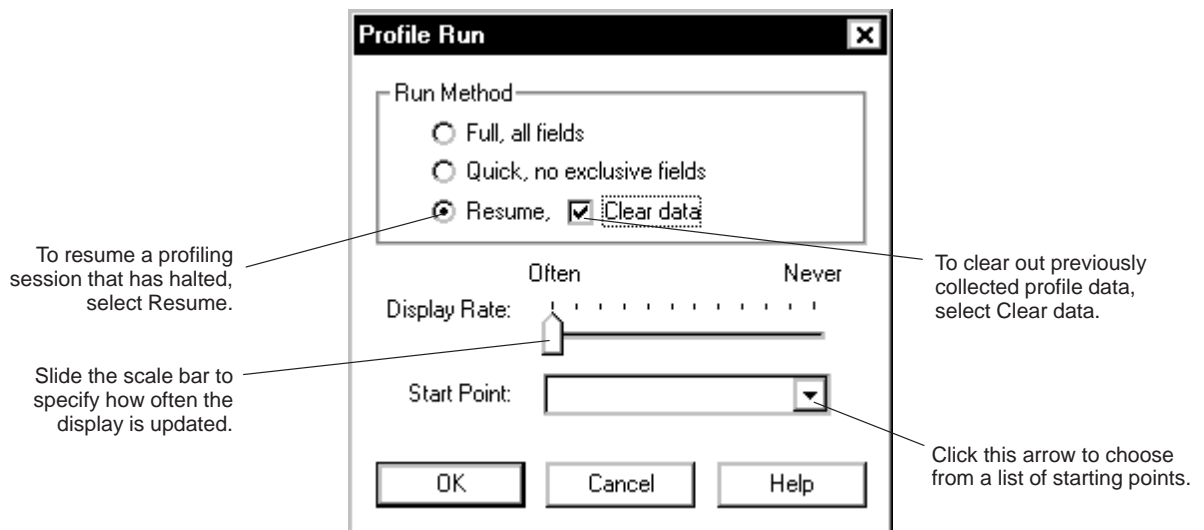 Profile Run
Run Method
Full, all fields
Quick, no exclusive fields
Resume, Clear data
To resume a profiling
session that has halted,
select Resume.
To clear out previously
collected profile data,
select Clear data.
Often Never
Display Rate:
Slide the scale bar to
specify how often the
display is updated.
Start Point:
Click this arrow to choose
from a list of starting points.
OK Cancel Help